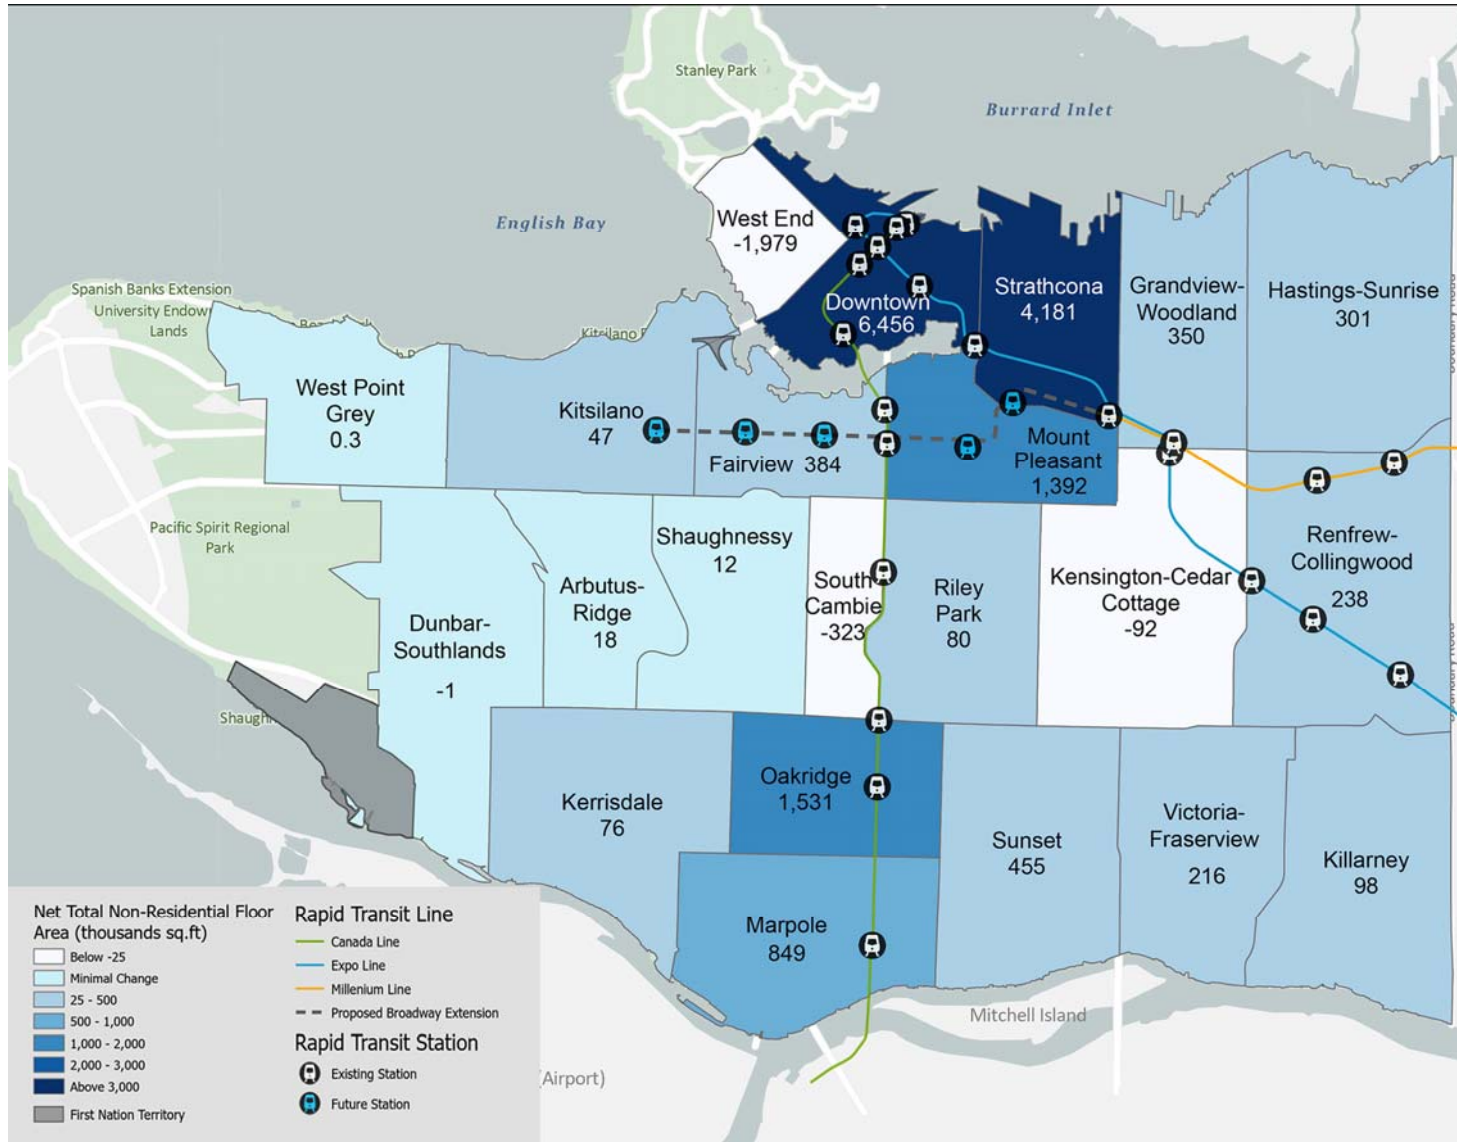 Stanley Park
Burrard Inlet
English Bay
West End
-1,979
Spanish Banks Extension
University Endow
Lands
Downtown
6,456
Strathcona
4,181
Grandview-
Woodland
350
Hastings-Sunrise
301
West Point
Grey
0.3
Kitsilano
47
Fairview 384
Mount
Pleasant
1,392
Pacific Spirit Regional
Park
Dunbar-
Southlands
-1
Arbutus-
Ridge
18
Shaughnessy
12
South
Cambie
-323
Riley
Park
80
Kensington-Cedar
Cottage
-92
Renfrew-
Collingwood
238
Kerrisdale
76
Oakridge
1,531
Marpole
849
Sunset
455
Victoria-
Fraserview
216
Killarney
98
Mitchell Island
(Airport)
Net Total Non-Residential Floor
Area (thousands sq.ft)
Below -25
Minimal Change
25 - 500
500 - 1,000
1,000 - 2,000
2,000 - 3,000
Above 3,000
First Nation Territory
Rapid Transit Line
Canada Line
Expo Line
Millenium Line
Proposed Broadway Extension
Rapid Transit Station
Existing Station
Future Station